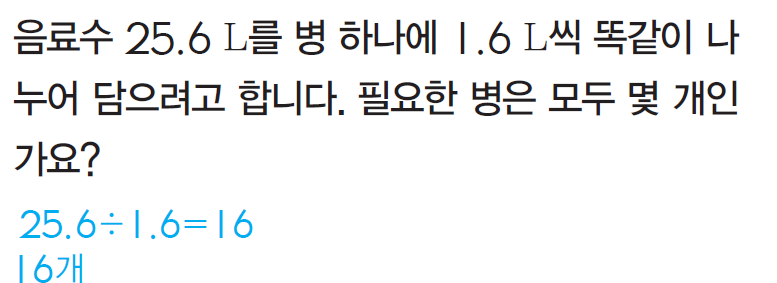 음료수 25.6 L를 병 하나에 1.6 L씩 똑같이 나
누어 담으려고 합니다. 필요한 병은 모두 몇 개인
가요?
25.6÷1.6=16
16개